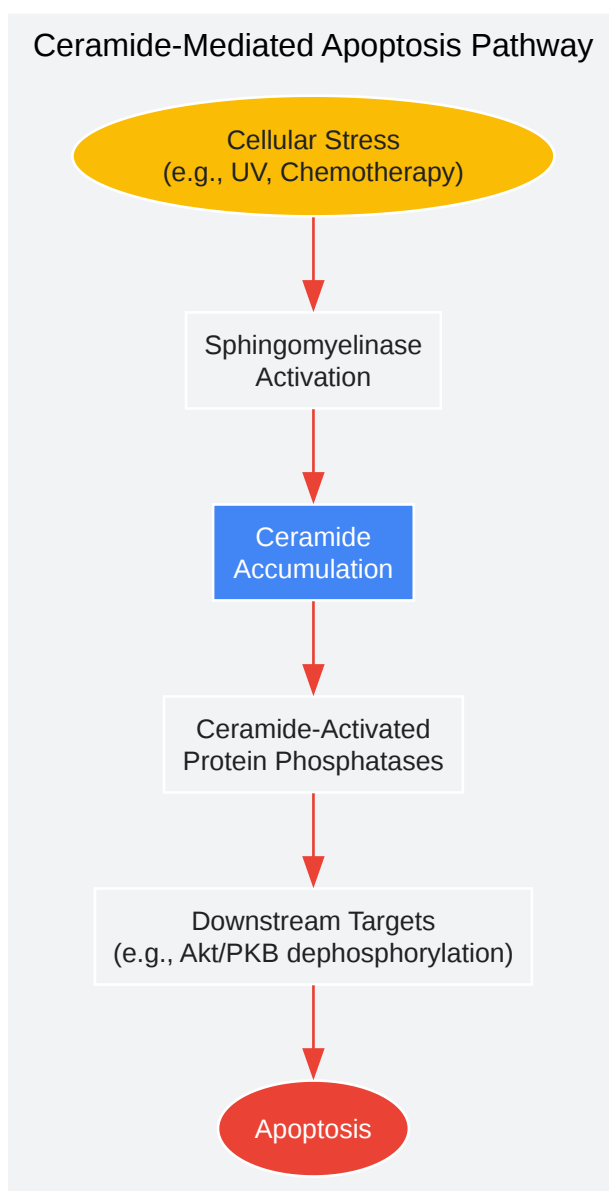 Ceramide-Mediated Apoptosis Pathway
Cellular Stress
(e.g., UV, Chemotherapy)
Sphingomyelinase
Activation
Ceramide
Accumulation
Ceramide-Activated
Protein Phosphatases
Downstream Targets
(e.g., Akt/PKB dephosphorylation)
Apoptosis